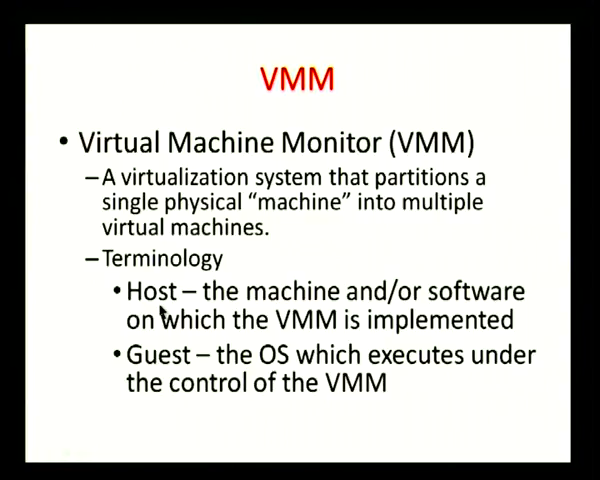 VMM
• Virtual Machine Monitor (VMM)
–A virtualization system that partitions a
single physical “machine” into multiple
virtual machines.
–Terminology
• Host – the machine and/or software
on which the VMM is implemented
• Guest – the OS which executes under
the control of the VMM